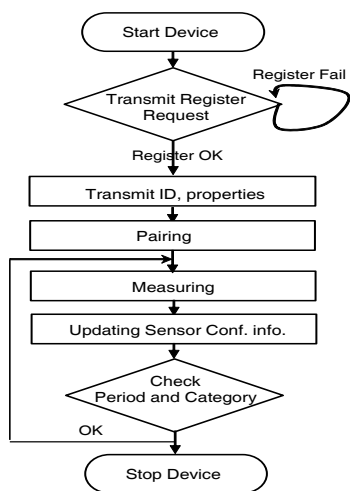 Start Device
Register Fail
Transmit Register
Request
Register OK
Transmit ID, properties
Pairing
Measuring
Updating Sensor Conf. info.
Check
Period and Category
OK
Stop Device